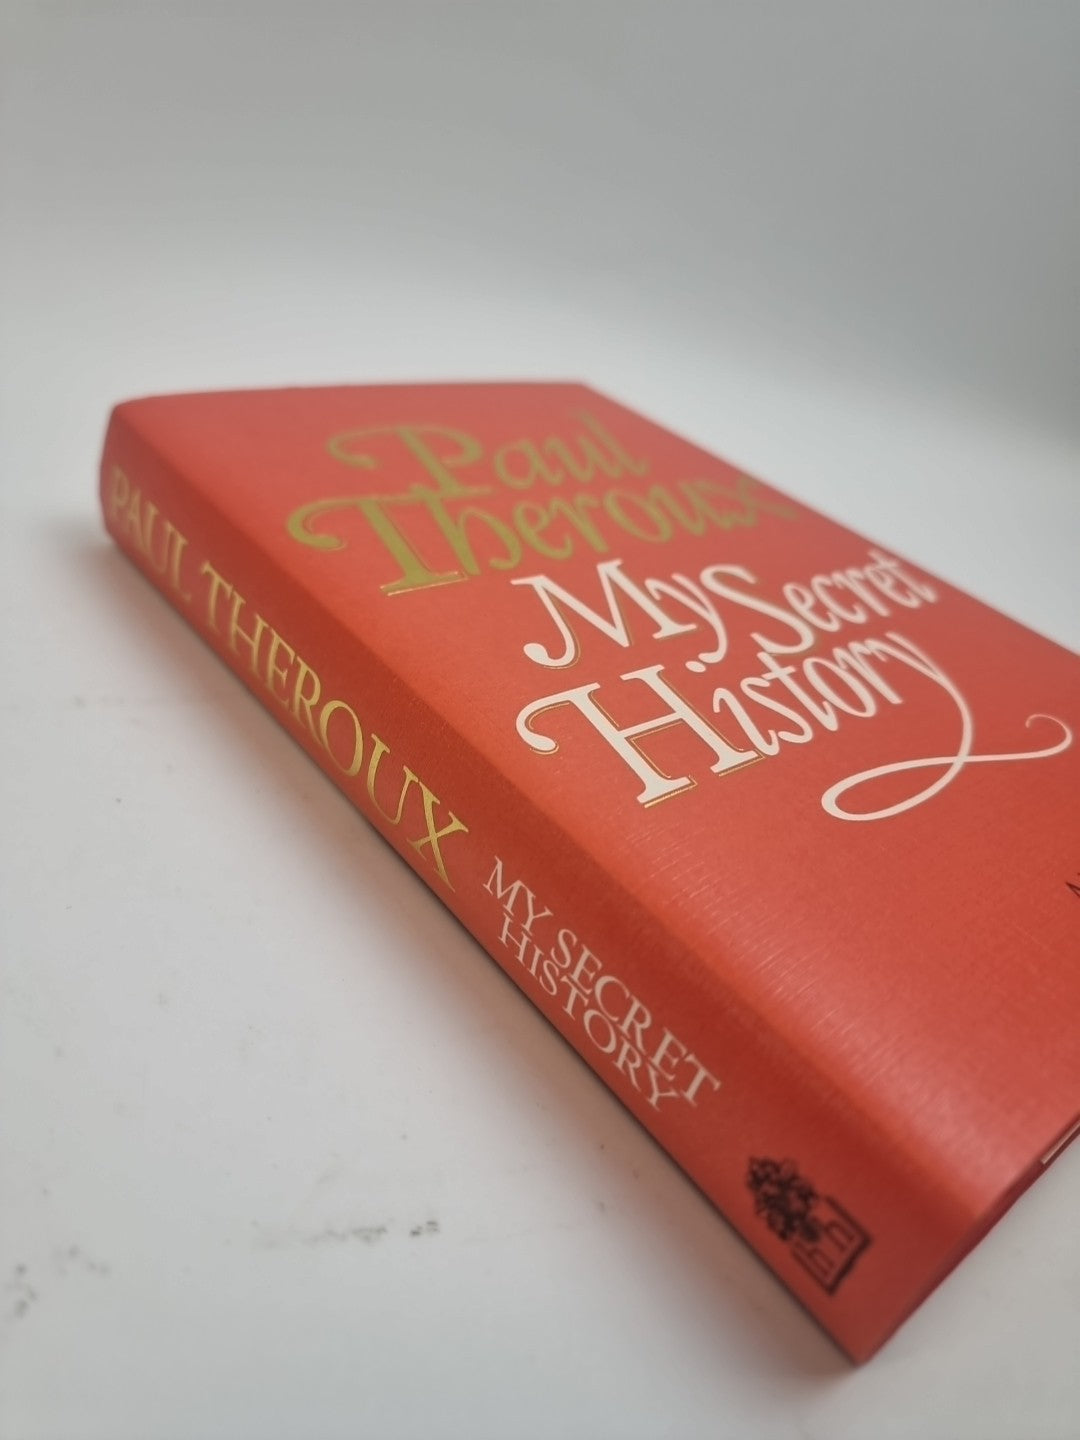 Paul
Theroux
My Secret
History
PAUL THEROUX
MY SECRET
HISTORY